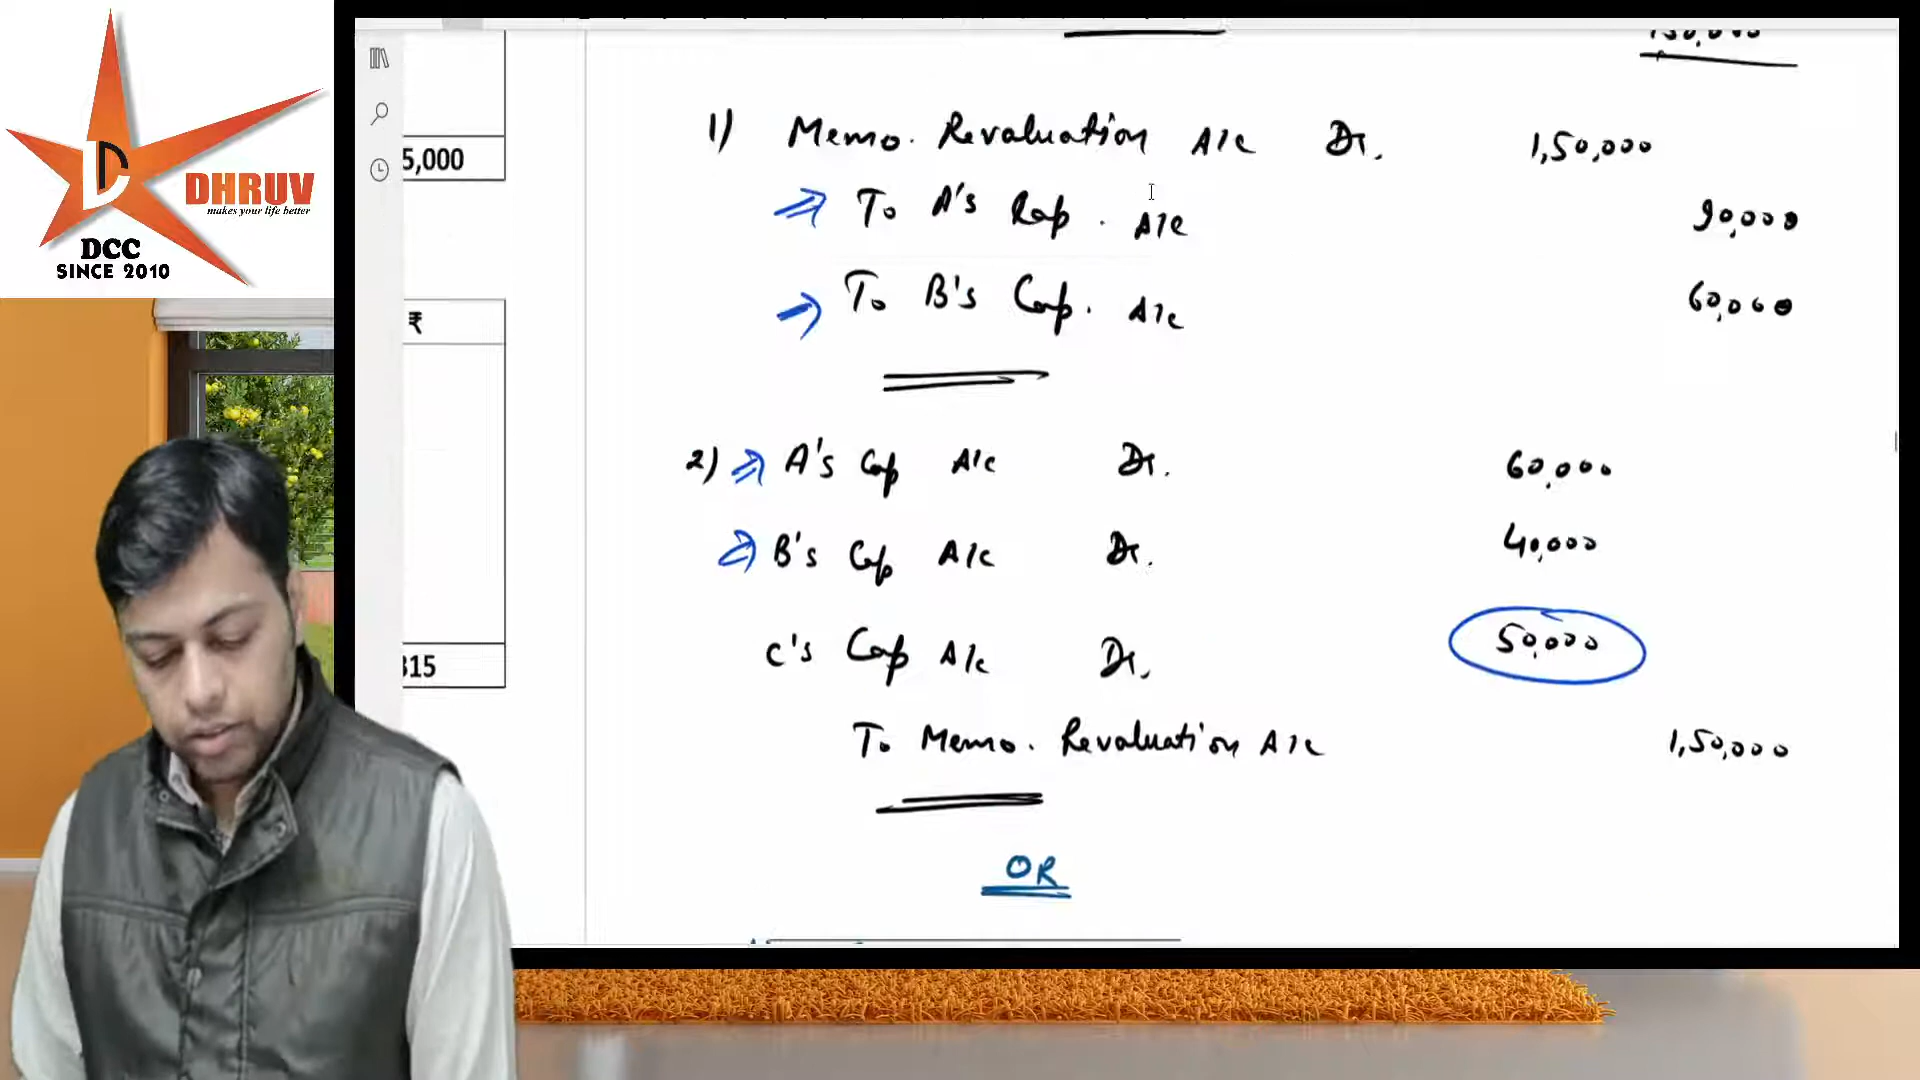 DHRUV
makes your life better
DCC
SINCE 2010
5,000
₹
315
1) Memo. Revaluation A/c Dr. 1,50,000
To A's Cap. A/c 90,000
To B's Cap. A/c 60,000
2) A's Cap A/c Dr. 60,000
B's Cap A/c Dr. 40,000
C's Cap A/c Dr. 50,000
To Memo. Revaluation A/c 1,50,000
OR